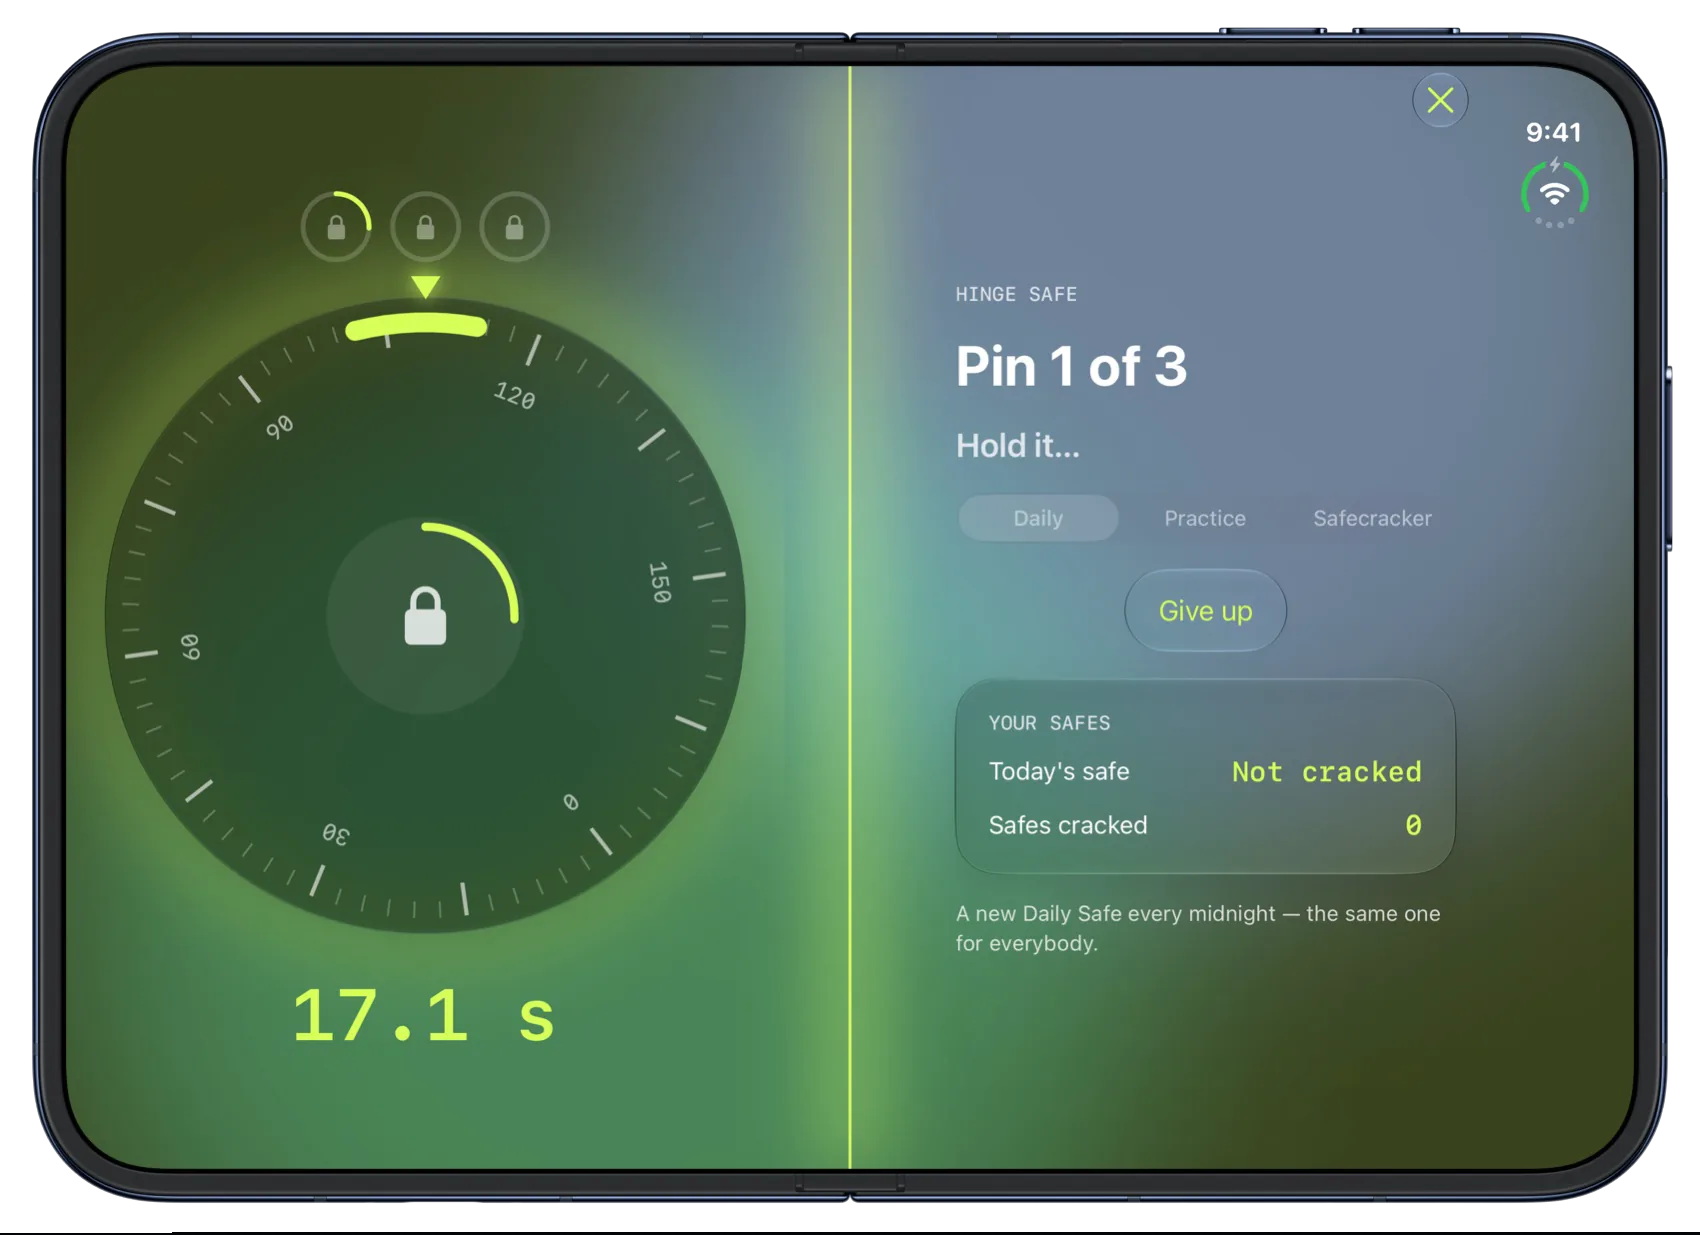 120
90
150
60
0
30
17.1 s
9:41
HINGE SAFE
Pin 1 of 3
Hold it...
Daily Practice Safecracker
Give up
YOUR SAFES
Today's safe Not cracked
Safes cracked 0
A new Daily Safe every midnight — the same one
for everybody.